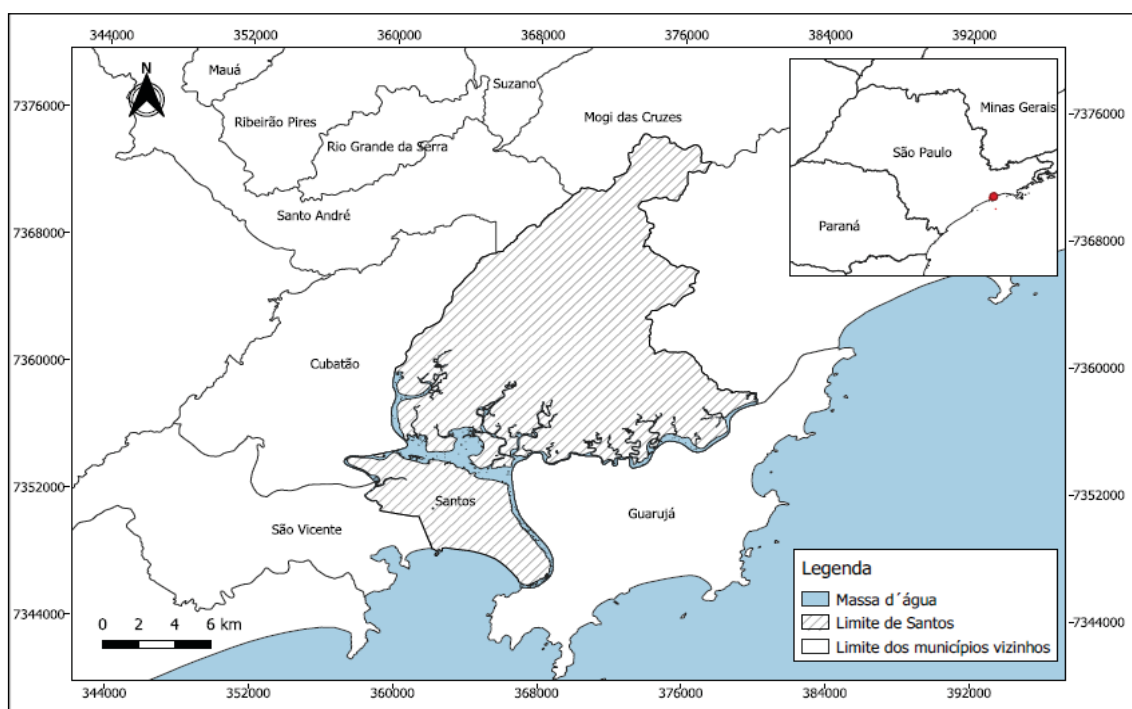 344000 352000 360000 368000 376000 384000 392000
N
Mauá
Suzano
Minas Gerais
7376000
7376000
Ribeirão Pires
Mogi das Cruzes
Rio Grande da Serra
São Paulo
Santo André
Paraná
7368000
7368000
Cubatão
7360000
7360000
Santos
7352000
7352000
Guarujá
São Vicente
Legenda
Massa d´água
Limite de Santos
Limite dos municípios vizinhos
7344000
7344000
0 2 4 6 km
344000 352000 360000 368000 376000 384000 392000